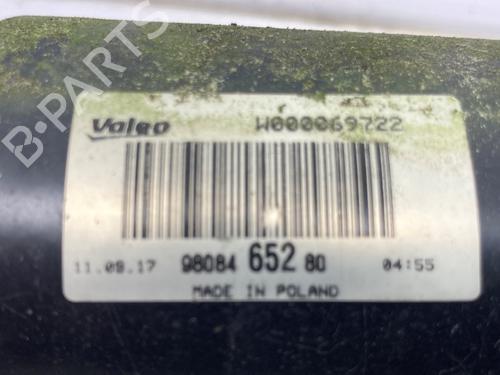 B-PARTS
Valeo W000069722
11.09.17 98084 652 80 04:55
MADE IN POLAND